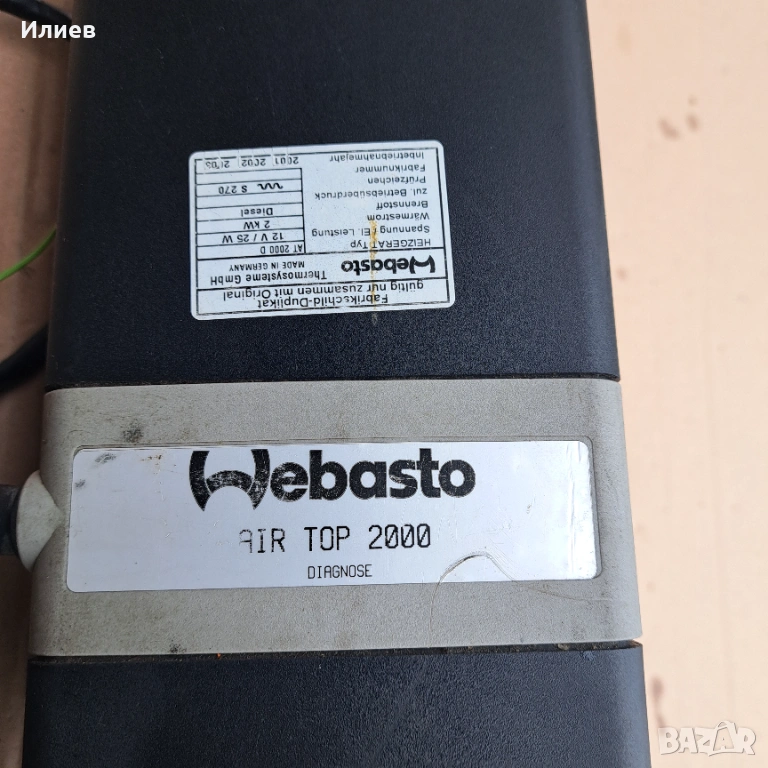 Илиев
Fabrikschild-Duplikat
gültig nur zusammen mit Original
Webasto
Thermosysteme GmbH
MADE IN GERMANY
HEIZGERÄT-Typ AT 2000 D
Spannung / El. Leistung 12 V / 25 W
Wärmestrom 2 kW
Brennstoff Diesel
zul. Betriebsüberdruck
Prüfzeichen S 270
Fabriknummer
Inbetriebnahmejahr 2001 2002
Webasto
AIR TOP 2000
DIAGNOSE
BAZAR